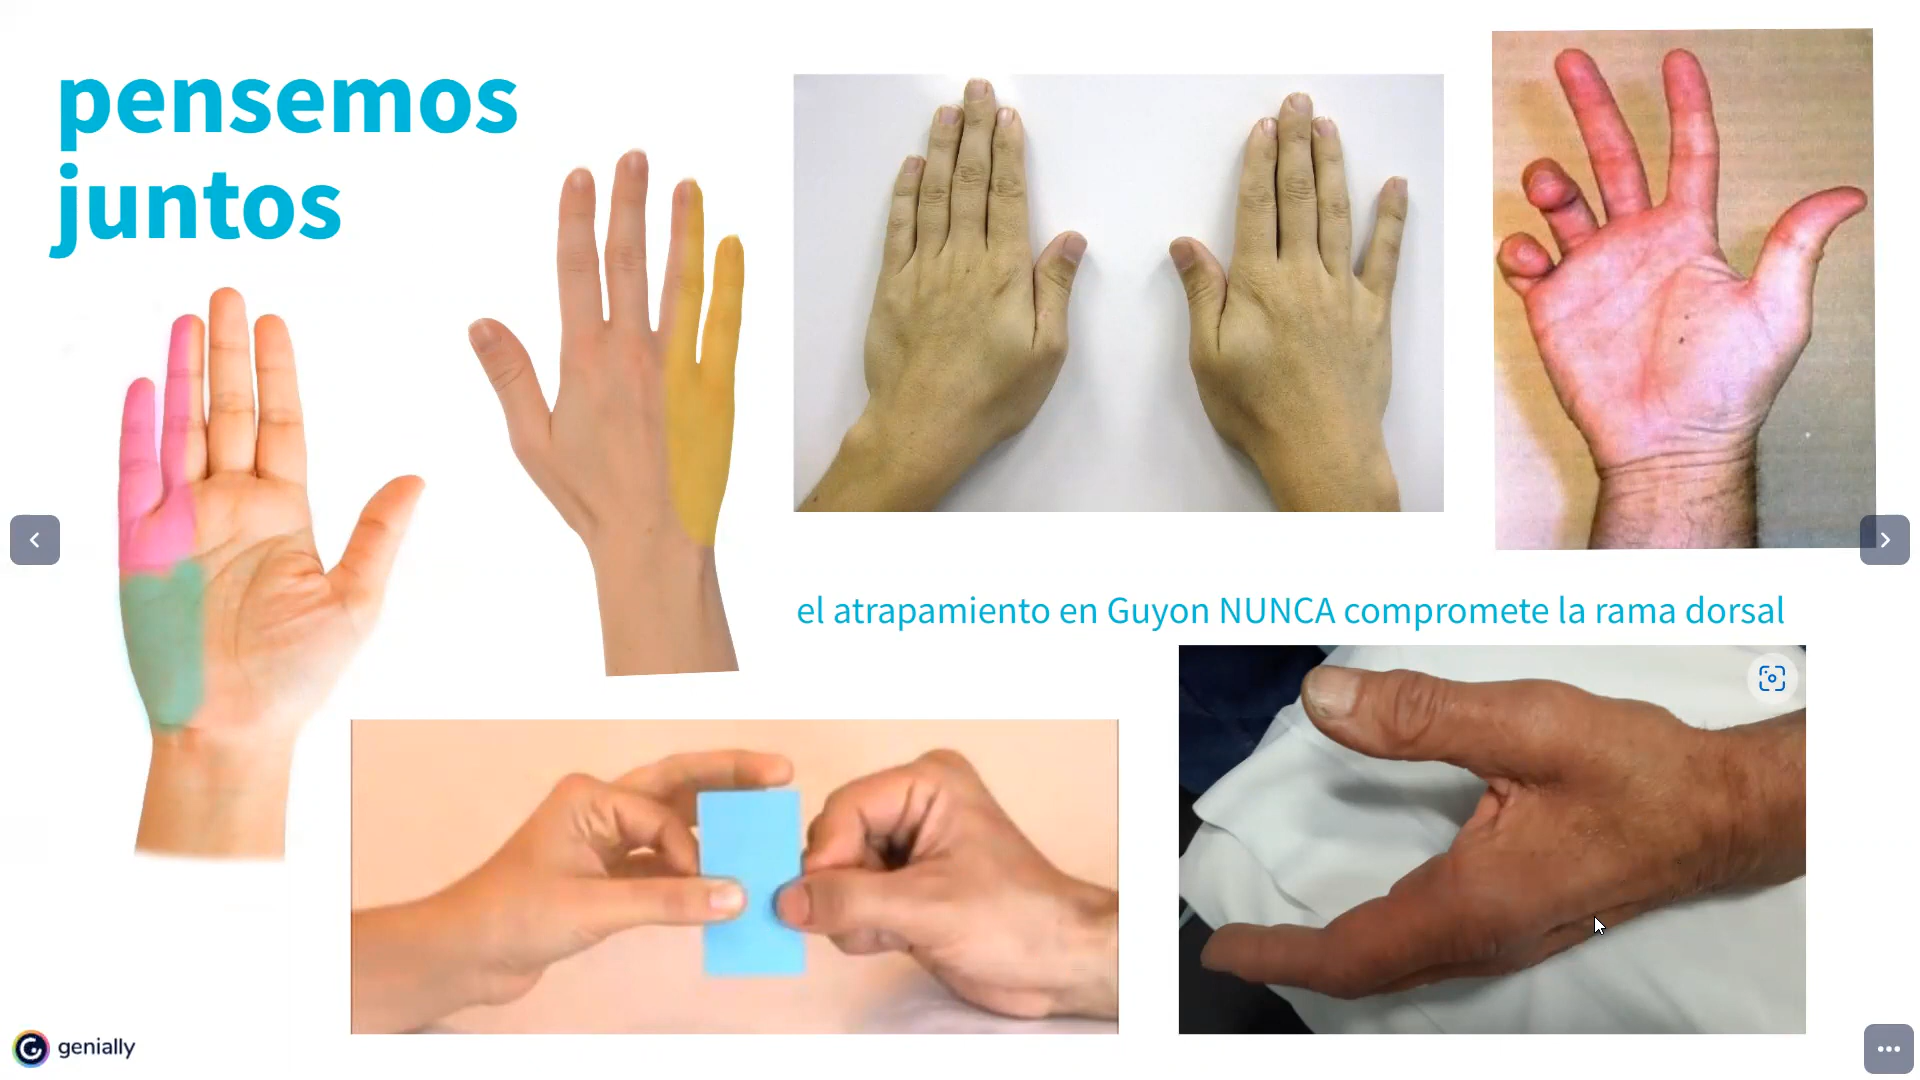 pensemos
juntos
el atrapamiento en Guyon NUNCA compromete la rama dorsal
genially